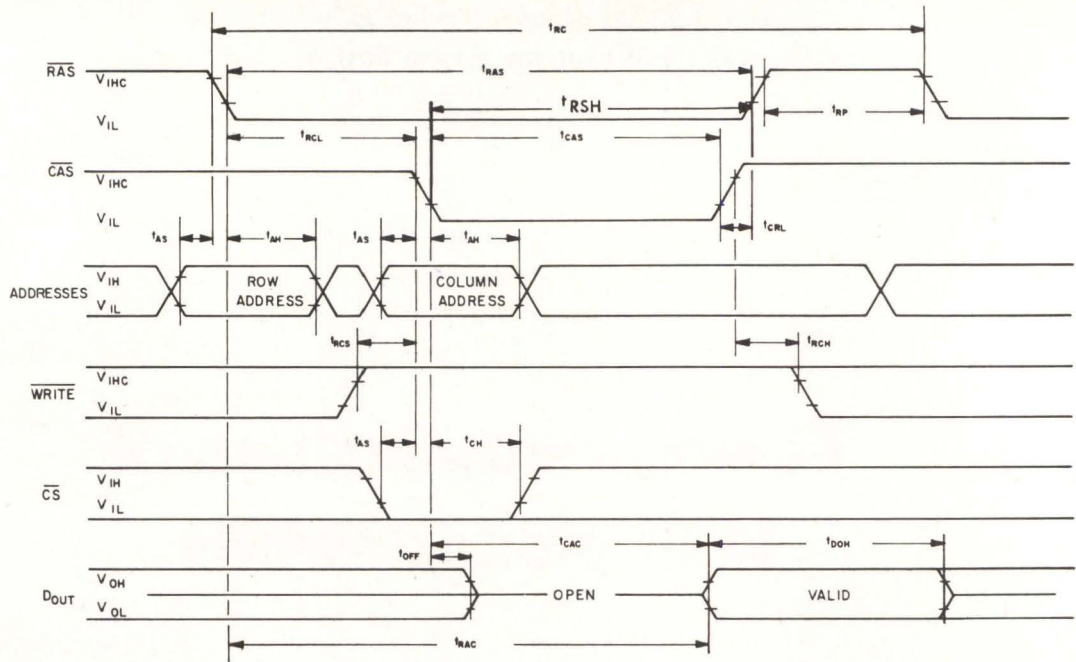 tRC
RAS
VIHC
VIL
tRAS
tRSH
tRP
tRCL
tCAS
CAS
VIHC
VIL
tCRL
tAS
tAH
tAS
tAH
ADDRESSES
VIH
VIL
ROW
ADDRESS
COLUMN
ADDRESS
tRCS
tRCH
WRITE
VIHC
VIL
tAS
tCH
CS
VIH
VIL
tCAC
tDOH
tOFF
DOUT
VOH
VOL
OPEN
VALID
tRAC